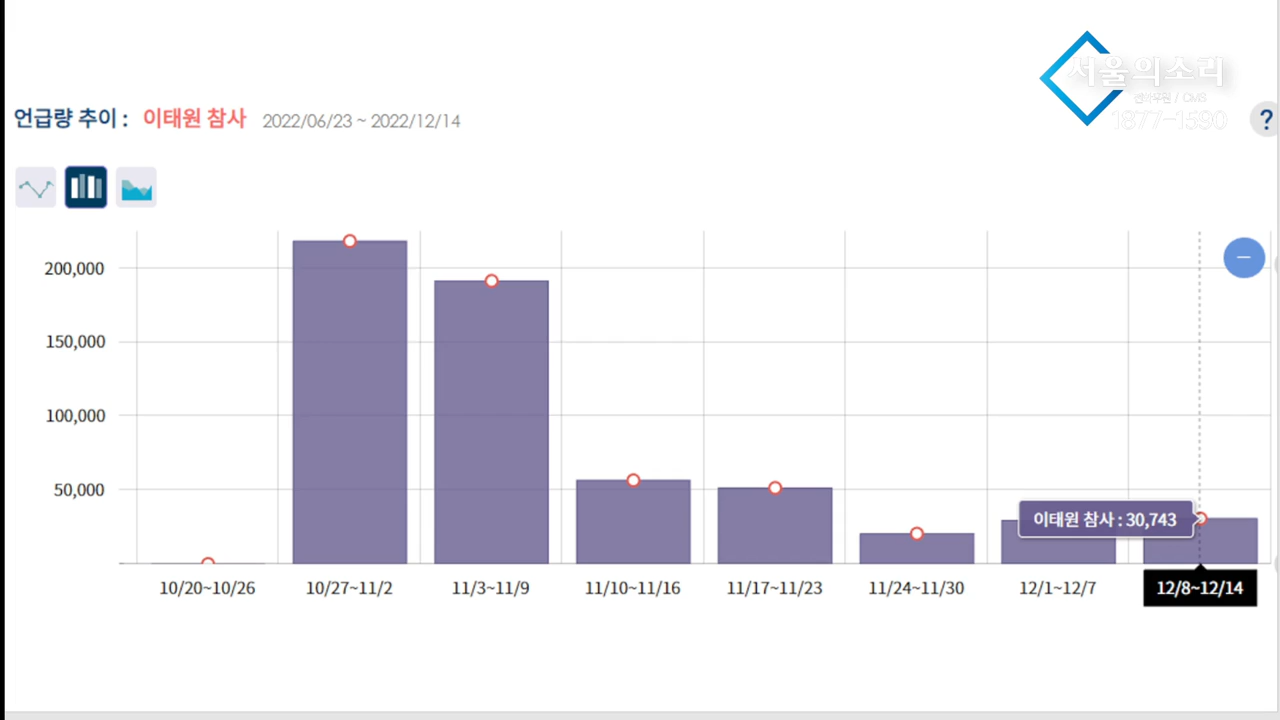 서울의소리
1877-1590
언급량 추이 : 이태원 참사 2022/06/23 ~ 2022/12/14
?
200,000
150,000
100,000
50,000
이태원 참사 : 30,743
10/20~10/26 10/27~11/2 11/3~11/9 11/10~11/16 11/17~11/23 11/24~11/30 12/1~12/7 12/8~12/14